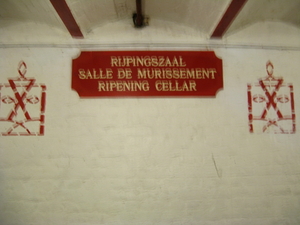 RIJPINGSZAAL
SALLE DE MURISSEMENT
RIPENING CELLAR